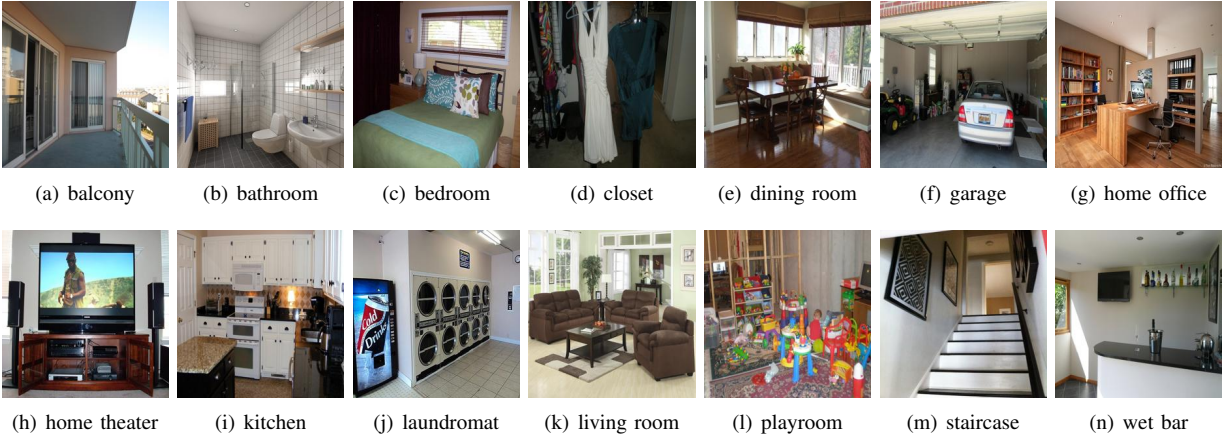 (a) balcony
(b) bathroom
(c) bedroom
(d) closet
(e) dining room
(f) garage
(g) home office
Cold
Drinks
(h) home theater
(i) kitchen
(j) laundromat
(k) living room
(l) playroom
(m) staircase
(n) wet bar